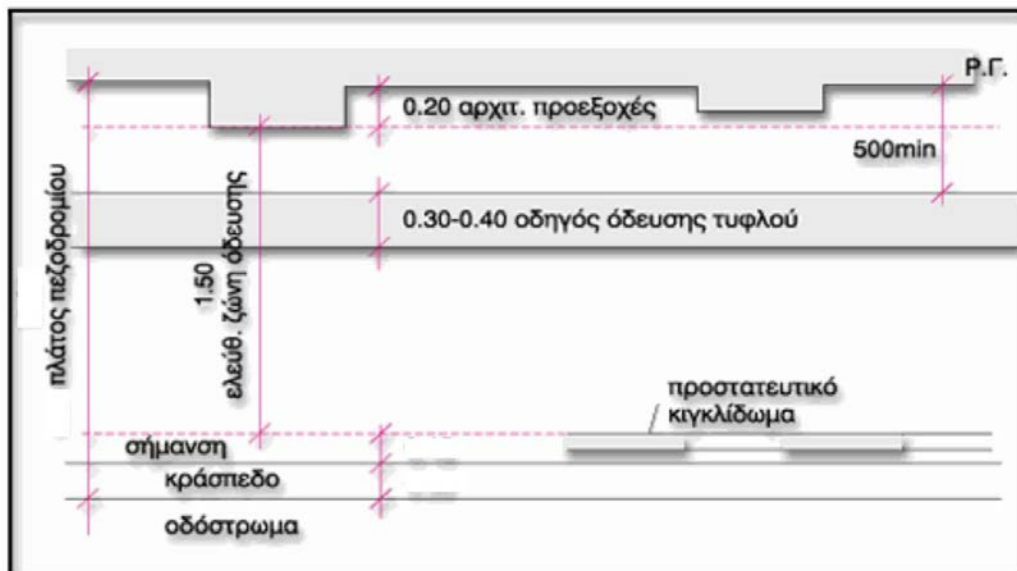 Ρ.Γ.
0.20 αρχιτ. προεξοχές
500min
πλάτος πεζοδρομίου
1.50
ελεύθ. ζώνη όδευσης
0.30-0.40 οδηγός όδευσης τυφλού
προστατευτικό
κιγκλίδωμα
σήμανση
κράσπεδο
οδόστρωμα